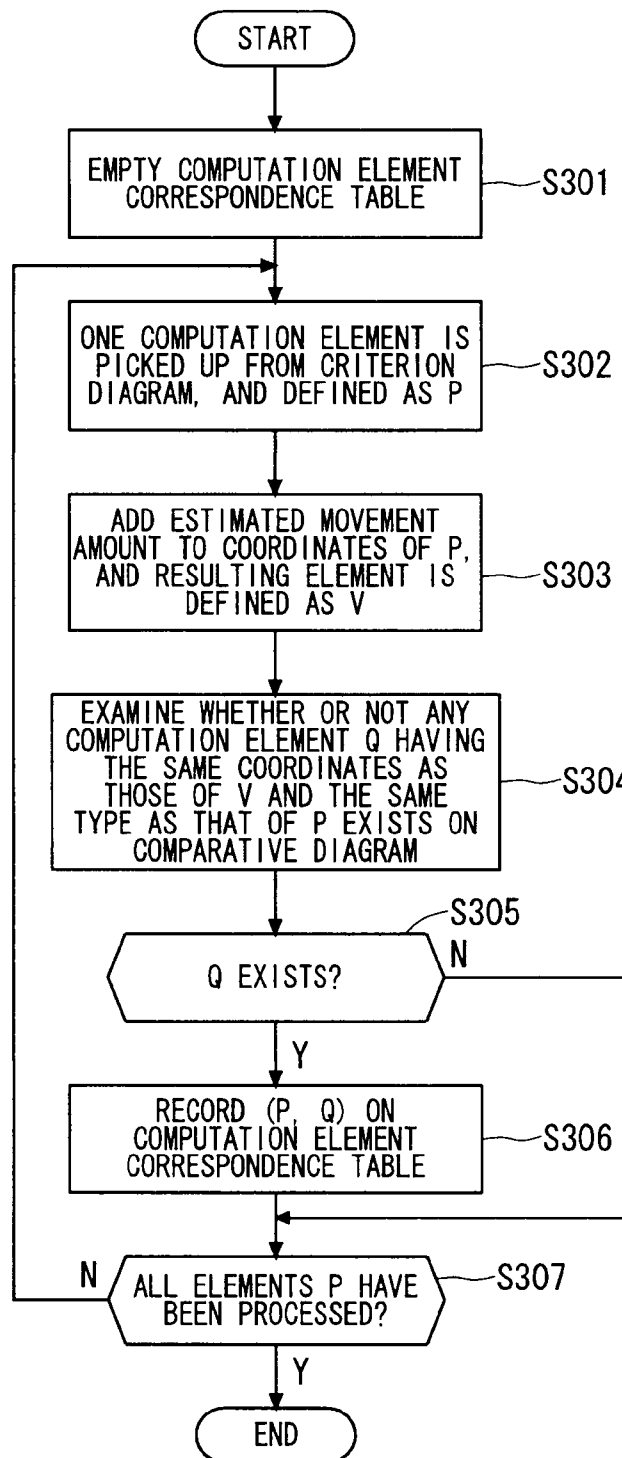 START
EMPTY COMPUTATION ELEMENT
CORRESPONDENCE TABLE
S301
ONE COMPUTATION ELEMENT IS
PICKED UP FROM CRITERION
DIAGRAM, AND DEFINED AS P
S302
ADD ESTIMATED MOVEMENT
AMOUNT TO COORDINATES OF P,
AND RESULTING ELEMENT IS
DEFINED AS V
S303
EXAMINE WHETHER OR NOT ANY
COMPUTATION ELEMENT Q HAVING
THE SAME COORDINATES AS
THOSE OF V AND THE SAME
TYPE AS THAT OF P EXISTS ON
COMPARATIVE DIAGRAM
S304
S305
Q EXISTS?
N
Y
RECORD (P, Q) ON
COMPUTATION ELEMENT
CORRESPONDENCE TABLE
S306
N
ALL ELEMENTS P HAVE
BEEN PROCESSED?
S307
Y
END